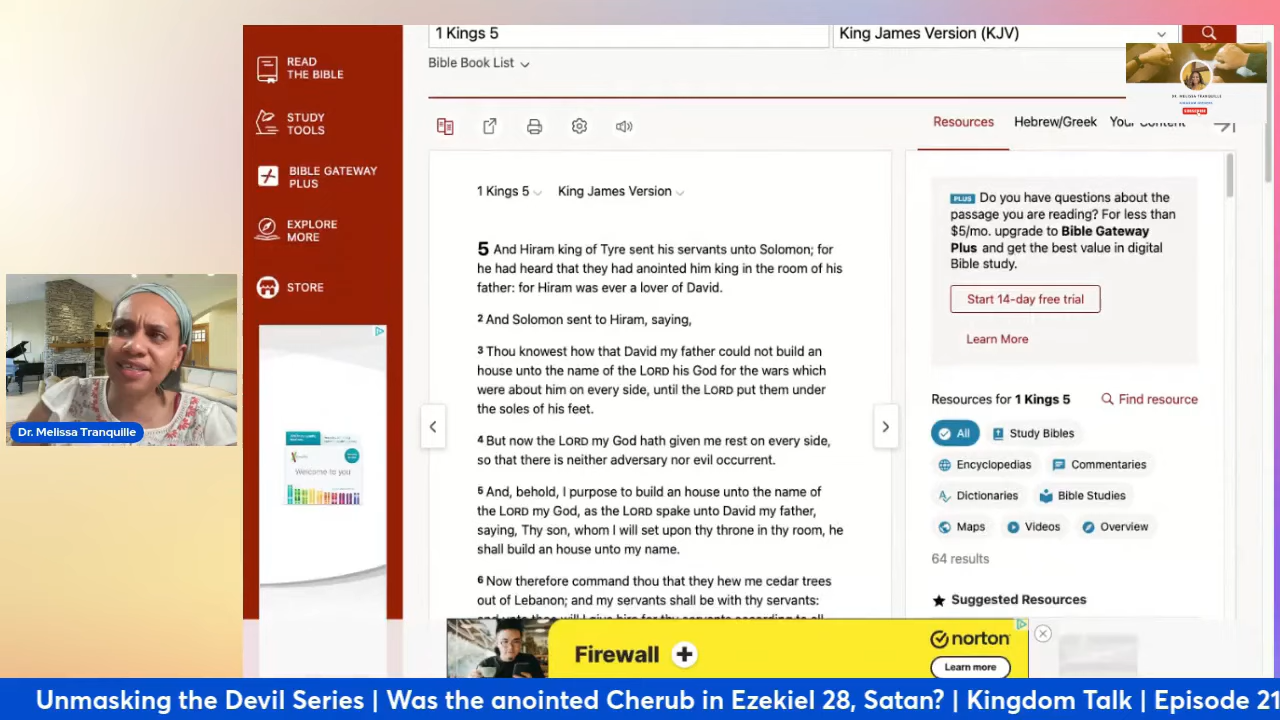 1 Kings 5
King James Version (KJV)
Bible Book List
READ
THE BIBLE
STUDY
TOOLS
BIBLE GATEWAY
PLUS
EXPLORE
MORE
STORE
DR. MELISSA TRANQUILLE
SUBSCRIBE
Resources
Hebrew/Greek
Your Content
1 Kings 5
King James Version
5 And Hiram king of Tyre sent his servants unto Solomon; for
he had heard that they had anointed him king in the room of his
father: for Hiram was ever a lover of David.
2 And Solomon sent to Hiram, saying,
3 Thou knowest how that David my father could not build an
house unto the name of the LORD his God for the wars which
were about him on every side, until the LORD put them under
the soles of his feet.
4 But now the LORD my God hath given me rest on every side,
so that there is neither adversary nor evil occurrent.
5 And, behold, I purpose to build an house unto the name of
the LORD my God, as the LORD spake unto David my father,
saying, Thy son, whom I will set upon thy throne in thy room, he
shall build an house unto my name.
6 Now therefore command thou that they hew me cedar trees
out of Lebanon; and my servants shall be with thy servants:
PLUS Do you have questions about the
passage you are reading? For less than
$5/mo. upgrade to Bible Gateway
Plus and get the best value in digital
Bible study.
Start 14-day free trial
Learn More
Resources for 1 Kings 5
Find resource
All
Study Bibles
Encyclopedias
Commentaries
Dictionaries
Bible Studies
Maps
Videos
Overview
64 results
Suggested Resources
Welcome to you
Dr. Melissa Tranquille
Firewall +
norton
Learn more
Unmasking the Devil Series | Was the anointed Cherub in Ezekiel 28, Satan? | Kingdom Talk | Episode 21